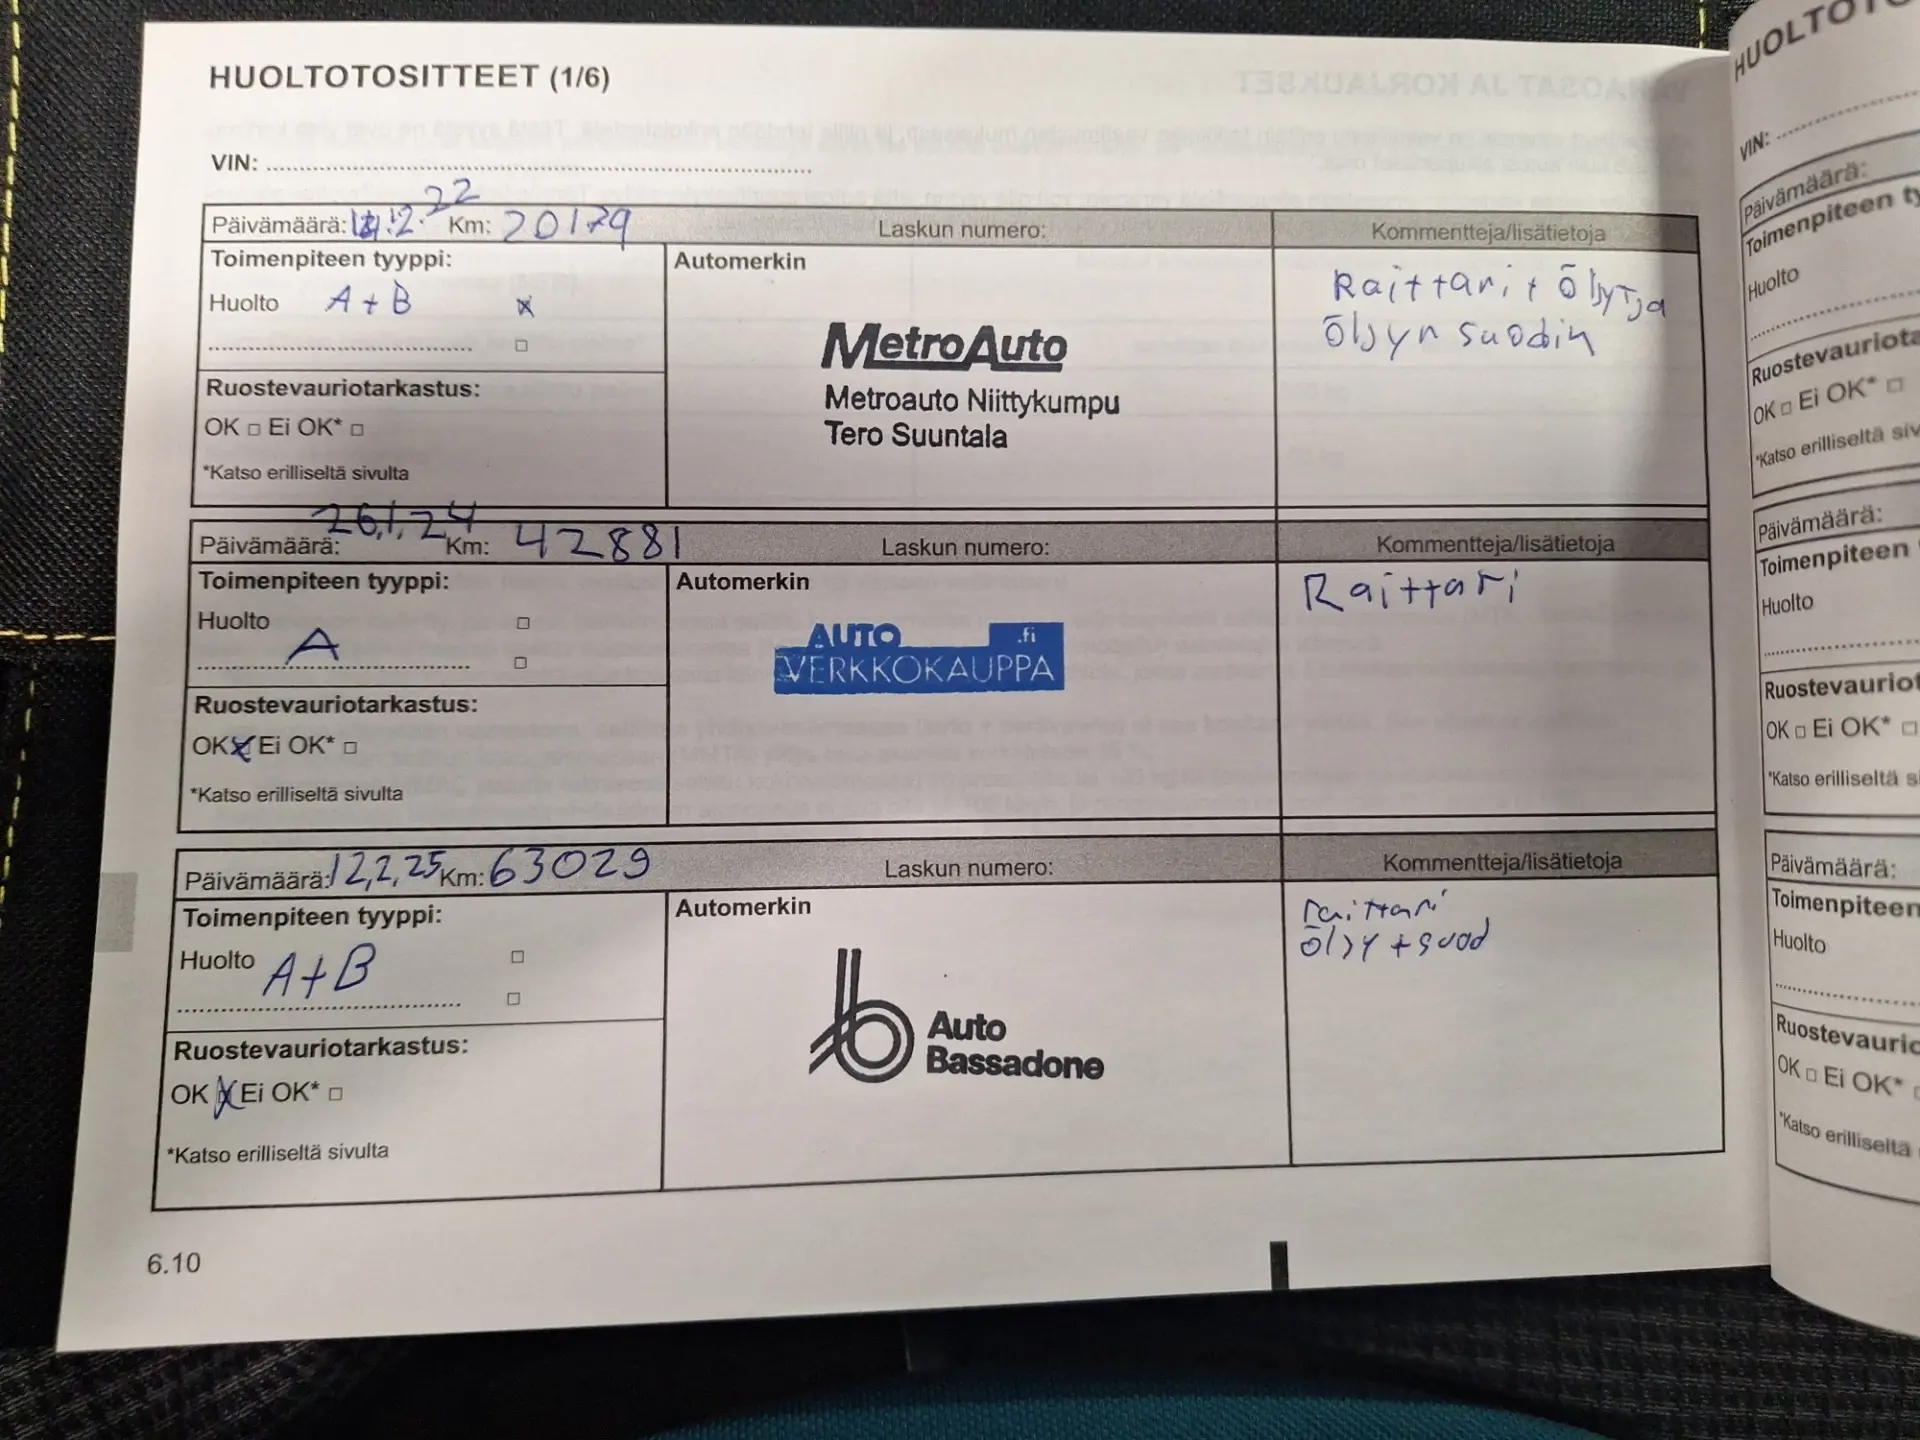 HUOLTOTOSITTEET (1/6)
VIN:
Päivämäärä: 12. 22 Km: 20179 Laskun numero: Kommentteja/lisätietoja
Toimenpiteen tyyppi:
Huolto A + B
Ruostevauriotarkastus:
OK □ Ei OK* □
*Katso erilliseltä sivulta
Automerkin
MetroAuto
Metroauto Niittykumpu
Tero Suuntala
Raittari + öljyt ja
öljyn suodin
Päivämäärä: 26.1.24 Km: 42881 Laskun numero: Kommentteja/lisätietoja
Toimenpiteen tyyppi:
Huolto
A
Ruostevauriotarkastus:
OK Ei OK* □
*Katso erilliseltä sivulta
Automerkin
AUTO .fi
VERKKOKAUPPA
Raittari
Päivämäärä: 12,2,25 Km: 63029 Laskun numero: Kommentteja/lisätietoja
Toimenpiteen tyyppi:
Huolto A+B
Ruostevauriotarkastus:
OK Ei OK* □
*Katso erilliseltä sivulta
Automerkin
Auto
Bassadone
raittari
öljy + suod
6.10
VIN:
Päivämäärä:
Toimenpiteen
Huolto
OK □ Ei OK* □
*Katso erilliseltä
Päivämäärä:
Toimenpiteen
Huolto
OK □ Ei OK* □
*Katso erilliseltä
Päivämäärä:
Toimenpiteen
Huolto
OK □ Ei OK*
*Katso erilliseltä